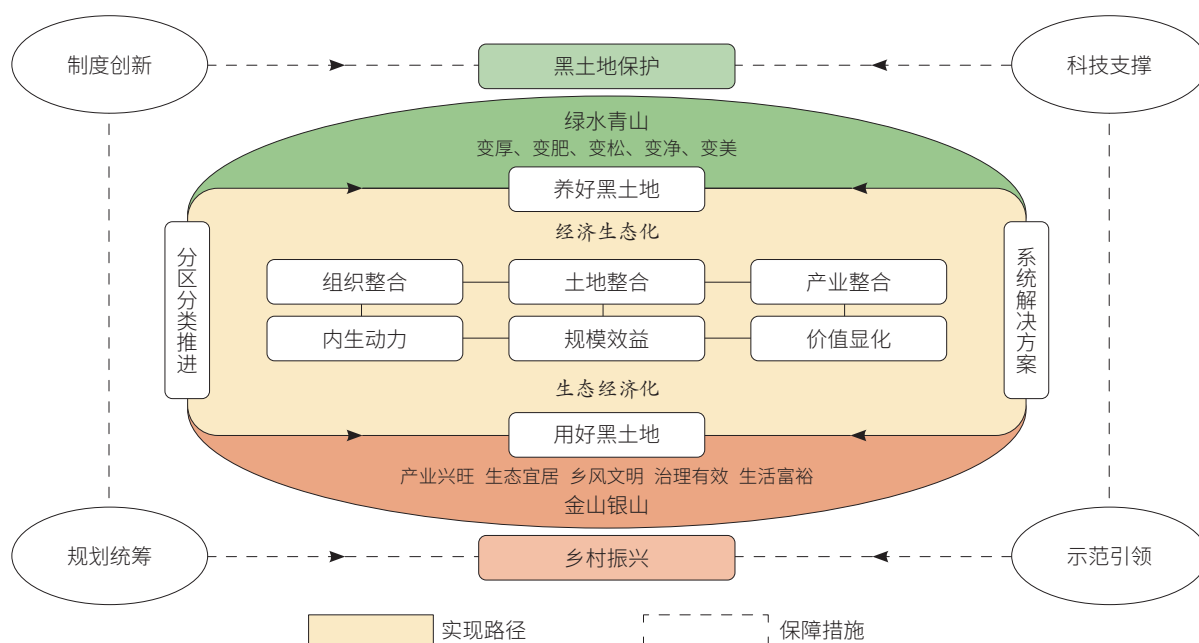 制度创新
黑土地保护
科技支撑
绿水青山
变厚、变肥、变松、变净、变美
养好黑土地
经济生态化
分区分类推进
系统解决方案
组织整合
土地整合
产业整合
内生动力
规模效益
价值显化
生态经济化
用好黑土地
产业兴旺 生态宜居 乡风文明 治理有效 生活富裕
金山银山
规划统筹
乡村振兴
示范引领
实现路径
保障措施